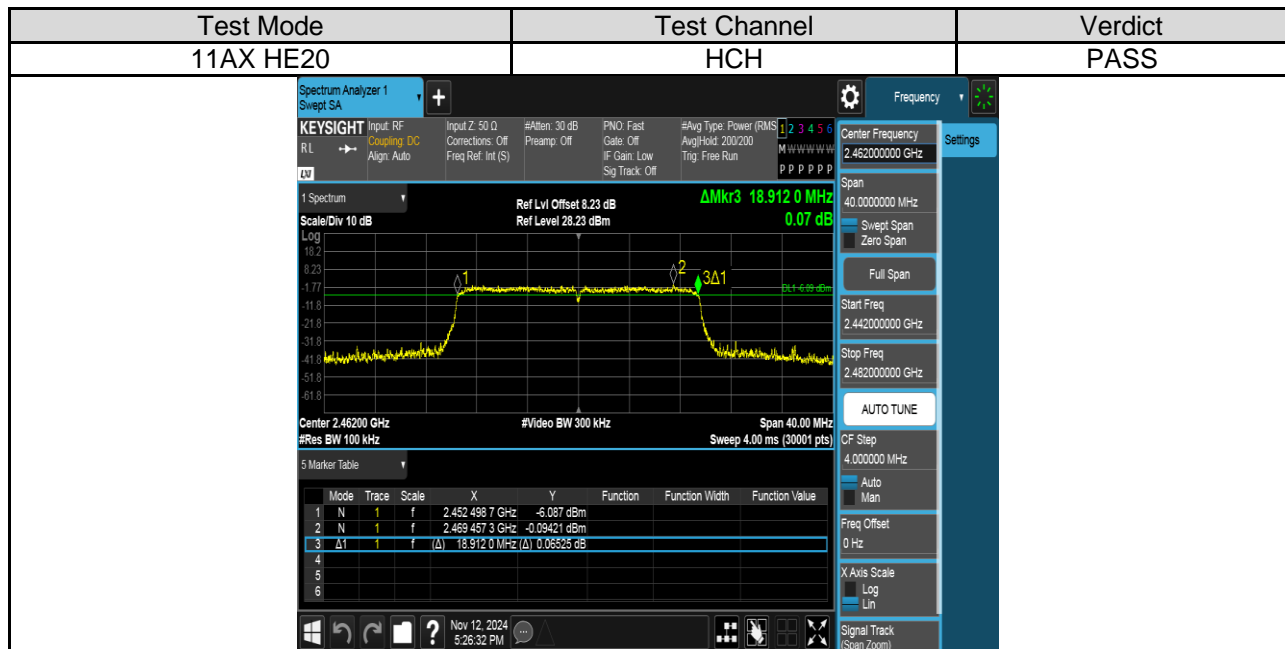 Test Mode Test Channel Verdict
11AX HE20 HCH PASS
Spectrum Analyzer 1
Swept SA
+
Frequency
KEYSIGHT Input: RF Input Z: 50 Ω #Atten: 30 dB PNO: Fast #Avg Type: Power (RMS 1 2 3 4 5 6
RL Coupling: DC Corrections: Off Preamp: Off Gate: Off Avg|Hold: 200/200 M W W W W W
Align: Auto Freq Ref: Int (S) IF Gain: Low Trig: Free Run
LXI Sig Track: Off P P P P P P
Center Frequency
2.462000000 GHz
Settings
Span
40.0000000 MHz
Swept Span
Zero Span
Full Span
Start Freq
2.442000000 GHz
Stop Freq
2.482000000 GHz
AUTO TUNE
CF Step
4.000000 MHz
Auto
Man
Freq Offset
0 Hz
X Axis Scale
Log
Lin
Signal Track
(Span Zoom)
1 Spectrum Ref Lvl Offset 8.23 dB ΔMkr3 18.912 0 MHz
Scale/Div 10 dB Ref Level 28.23 dBm 0.07 dB
Log
18.2
8.23
-1.77
-11.8
-21.8
-31.8
-41.8
-51.8
-61.8
1
2
3Δ1
DL1 -6.09 dBm
Center 2.46200 GHz #Video BW 300 kHz Span 40.00 MHz
#Res BW 100 kHz Sweep 4.00 ms (30001 pts)
5 Marker Table
Mode Trace Scale X Y Function Function Width Function Value
1 N 1 f 2.452 498 7 GHz -6.087 dBm
2 N 1 f 2.469 457 3 GHz -0.09421 dBm
3 Δ1 1 f (Δ) 18.912 0 MHz (Δ) 0.06525 dB
4
5
6
? Nov 12, 2024
5:26:32 PM